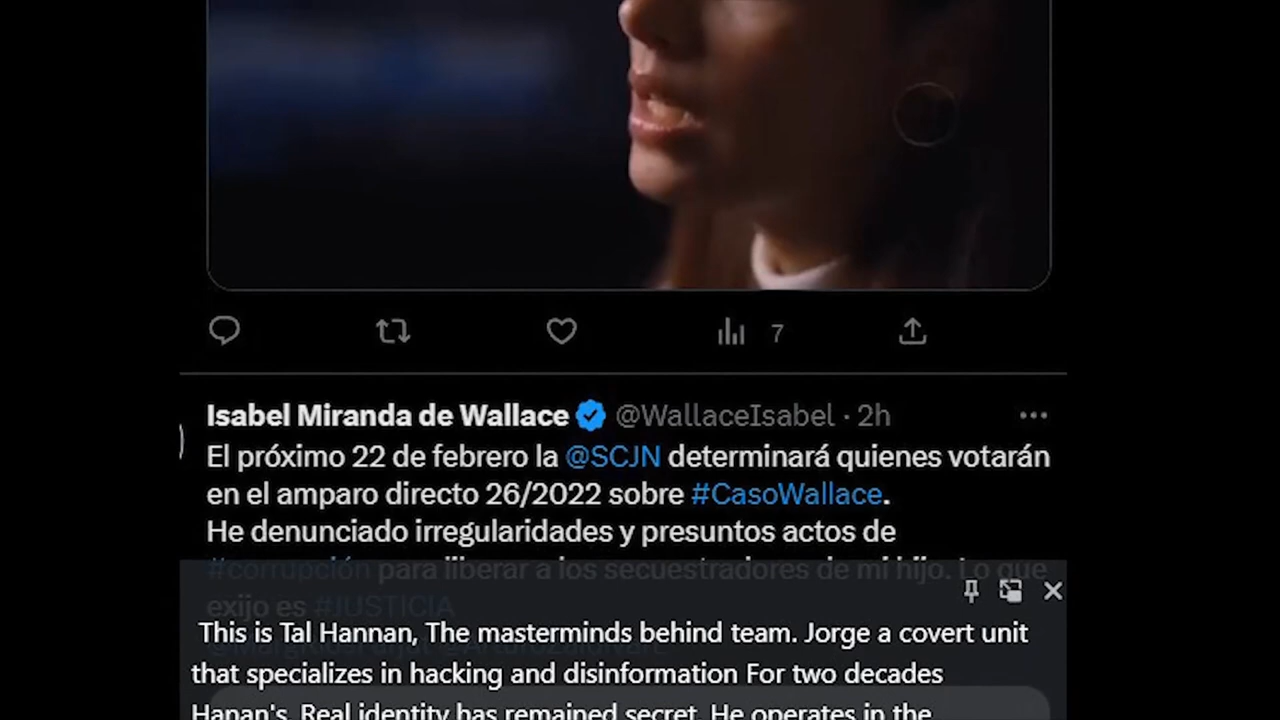 7
Isabel Miranda de Wallace @WallaceIsabel · 2h
El próximo 22 de febrero la @SCJN determinará quienes votarán
en el amparo directo 26/2022 sobre #CasoWallace.
He denunciado irregularidades y presuntos actos de
#corrupción para liberar a los secuestradores de mi hijo. Lo que
exijo es #JUSTICIA
This is Tal Hannan, The masterminds behind team. Jorge a covert unit
that specializes in hacking and disinformation For two decades
Hanan's, Real identity has remained secret. He operates in the